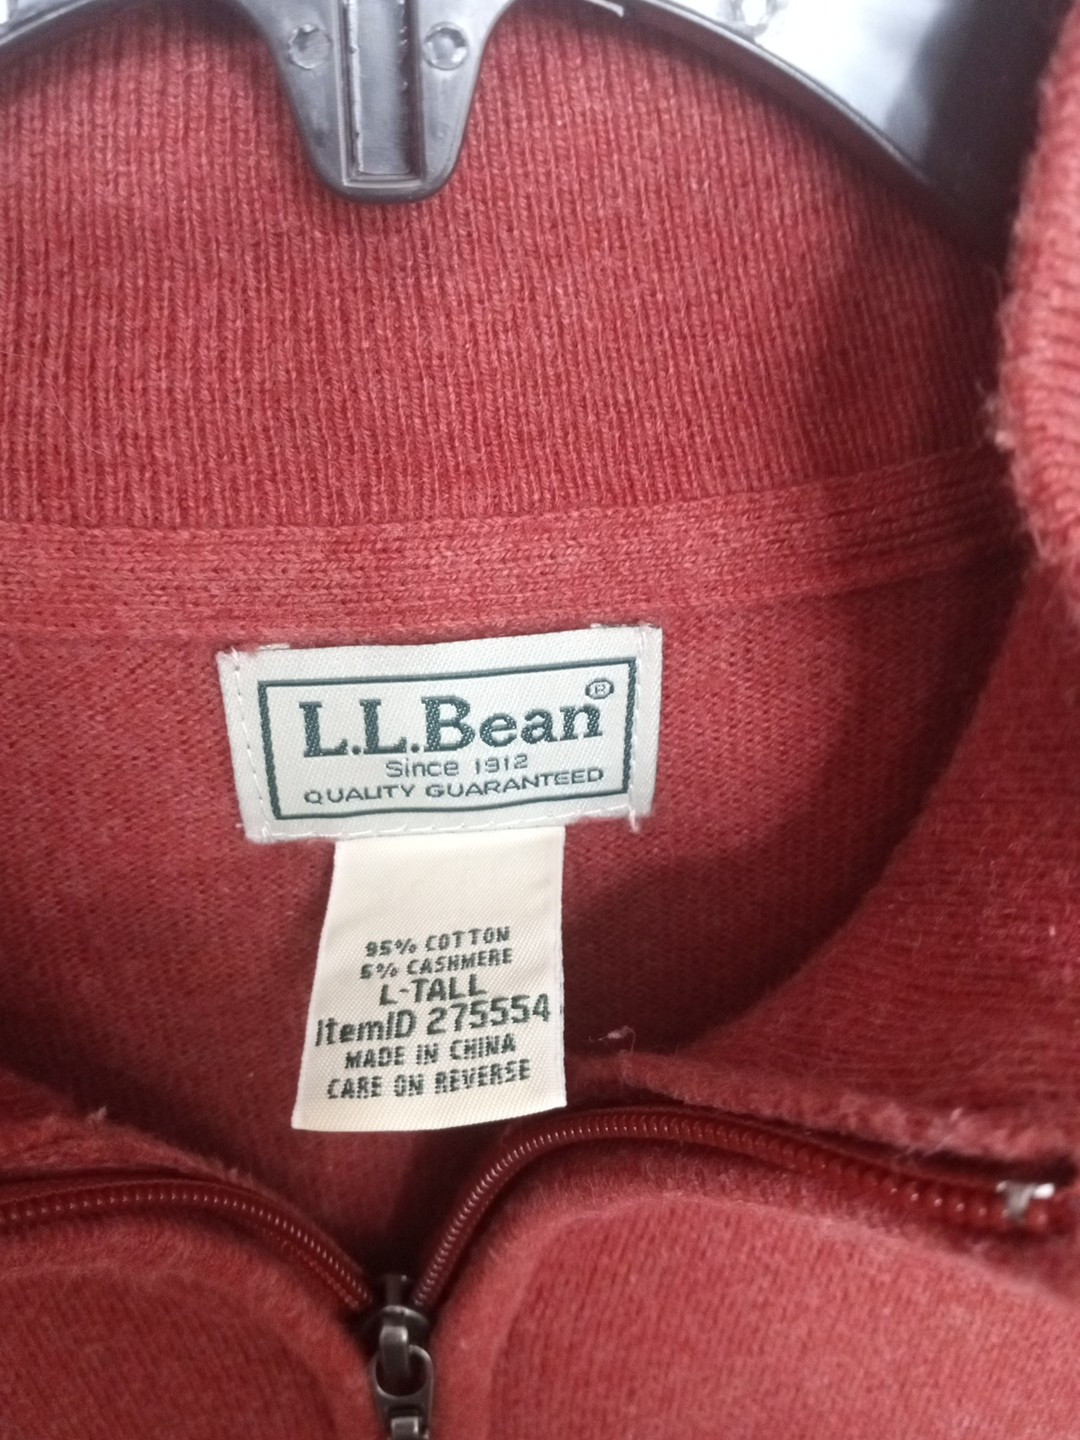 L.L.Bean®
Since 1912
QUALITY GUARANTEED
95% COTTON
5% CASHMERE
L-TALL
ItemID 275554
MADE IN CHINA
CARE ON REVERSE